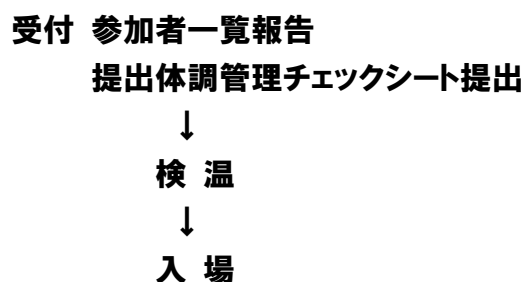 受付 参加者一覧報告
提出体調管理チェックシート提出
↓
検 温
↓
入 場